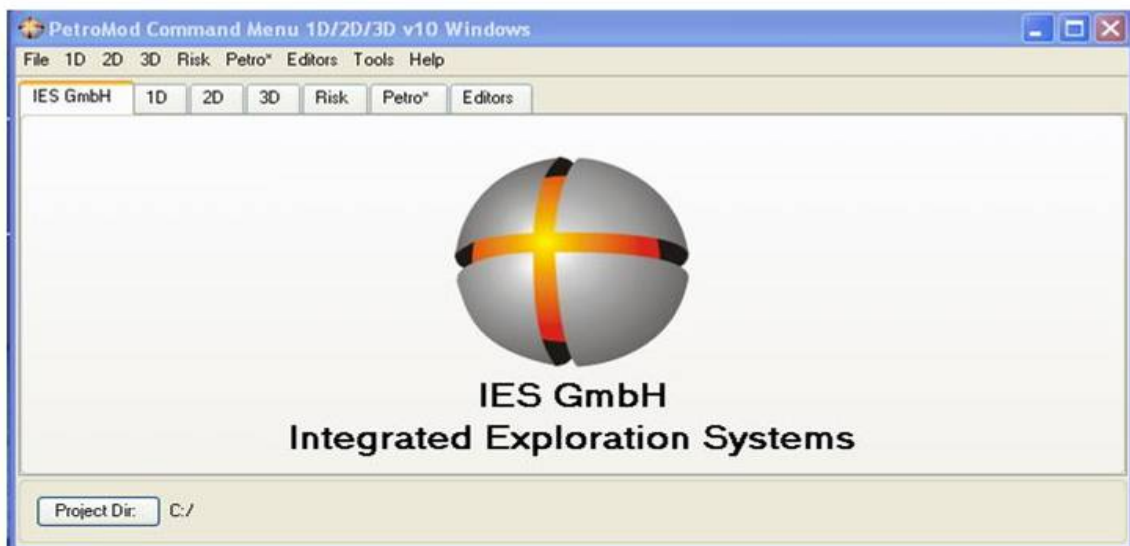 PetroMod Command Menu 1D/2D/3D v10 Windows
File 1D 2D 3D Risk Petro* Editors Tools Help
IES GmbH 1D 2D 3D Risk Petro* Editors
IES GmbH
Integrated Exploration Systems
Project Dir: C:/